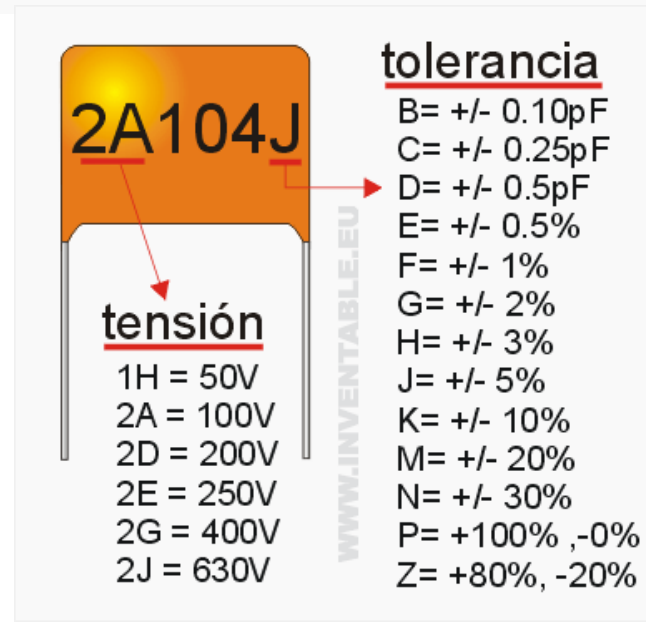 2A104J
tensión
1H = 50V
2A = 100V
2D = 200V
2E = 250V
2G = 400V
2J = 630V
WWW.INVENTABLE.EU
tolerancia
B= +/- 0.10pF
C= +/- 0.25pF
D= +/- 0.5pF
E= +/- 0.5%
F= +/- 1%
G= +/- 2%
H= +/- 3%
J= +/- 5%
K= +/- 10%
M= +/- 20%
N= +/- 30%
P= +100% ,-0%
Z= +80%, -20%